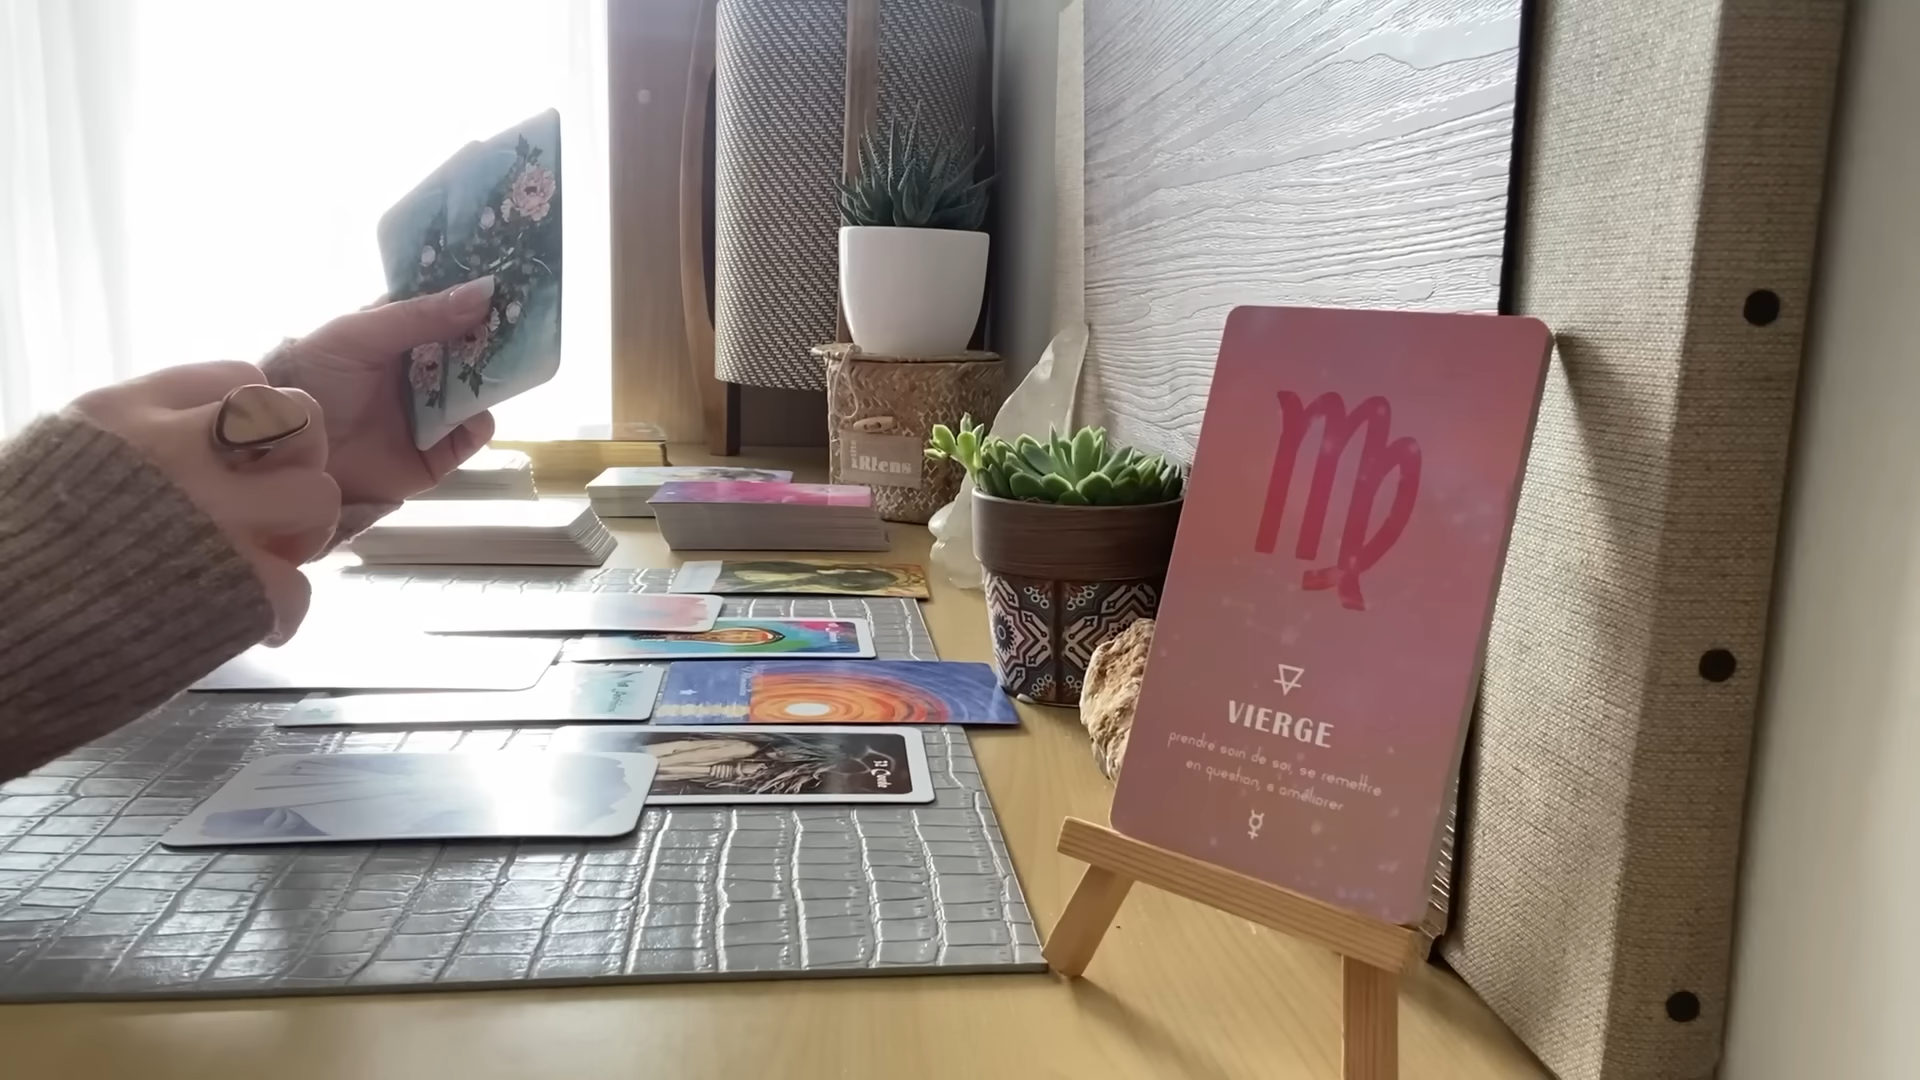 Riens
VIERGE
prendre soin de soi, se remettre
en question, s'améliorer